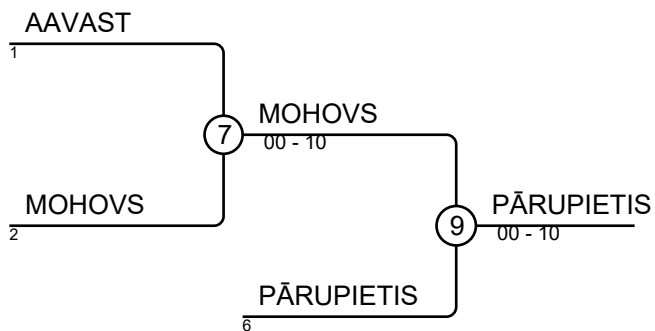 AAVAST
1
7
MOHOVS
00 - 10
MOHOVS
2
9
PĀRUPIETIS
00 - 10
PĀRUPIETIS
6